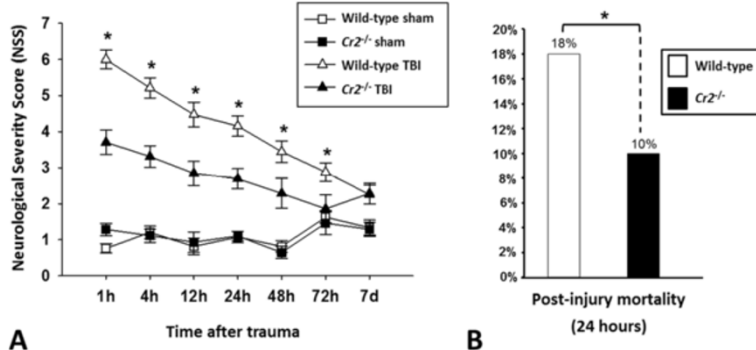 Neurological Severity Score (NSS)
7
6
5
4
3
2
1
0
* * * * * *
Wild-type sham
Cr2-/- sham
Wild-type TBI
Cr2-/- TBI
1h 4h 12h 24h 48h 72h 7d
Time after trauma
A
20%
18%
16%
14%
12%
10%
8%
6%
4%
2%
0%
*
18%
10%
Wild-type
Cr2-/-
Post-injury mortality
(24 hours)
B